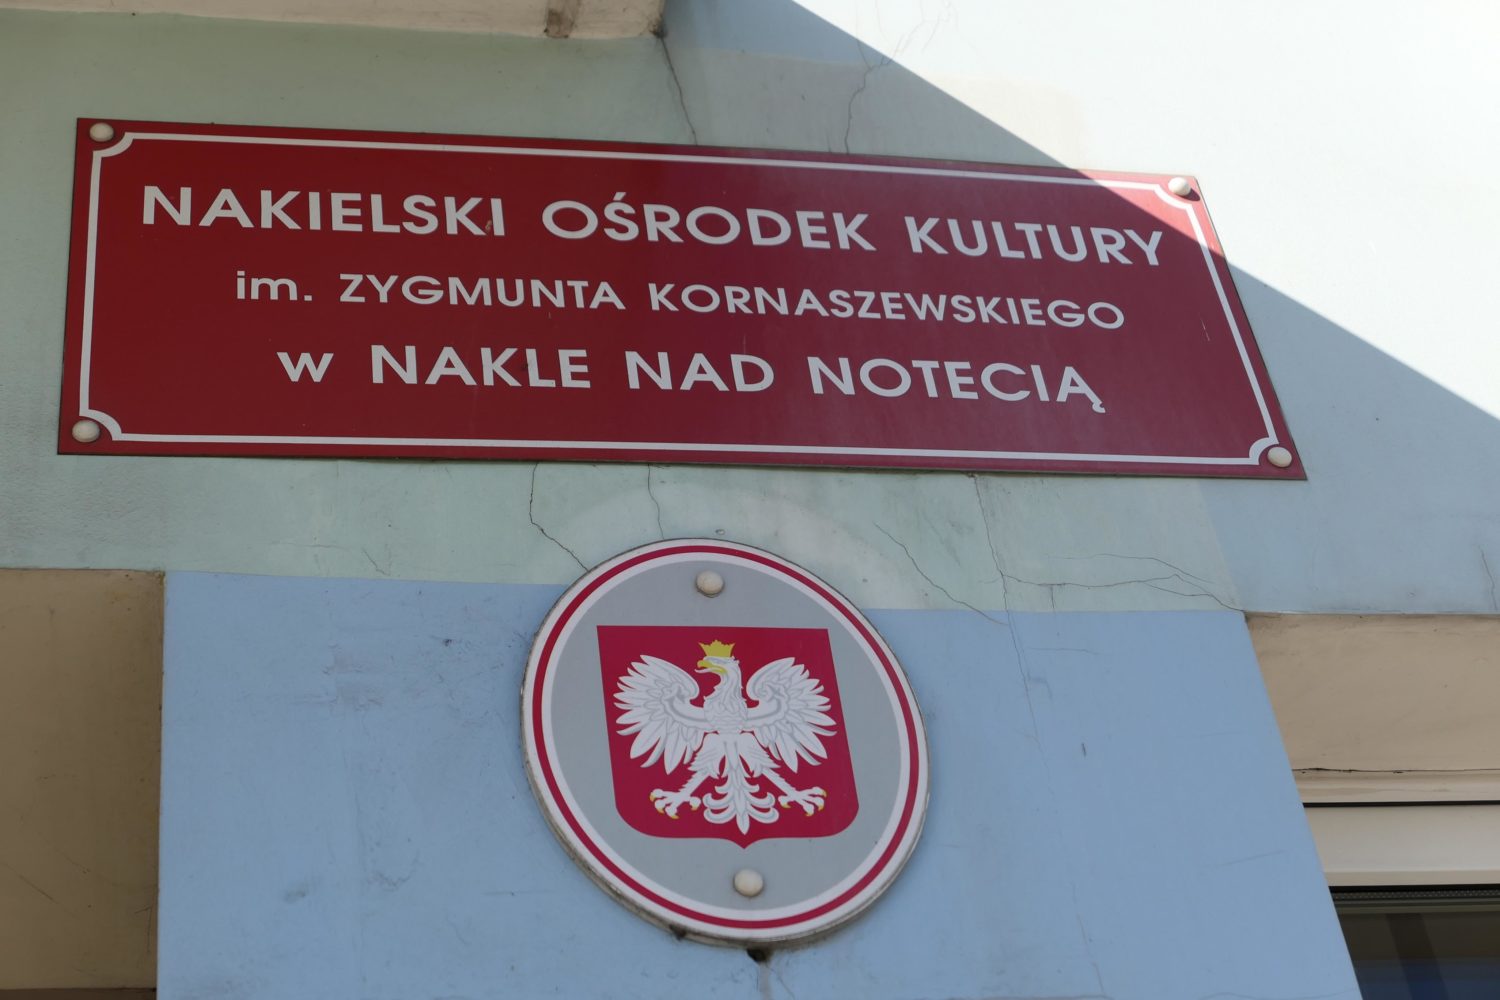 NAKIELSKI OŚRODEK KULTURY
im. ZYGMUNTA KORNASZEWSKIEGO
w NAKLE NAD NOTECIĄ